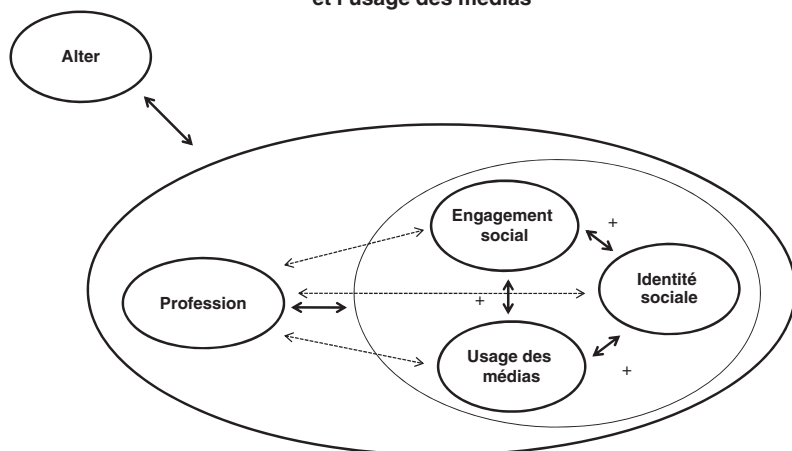 et l'usage des médias
Alter
Engagement
social
+
Identité
sociale
Profession
+
Usage des
médias
+